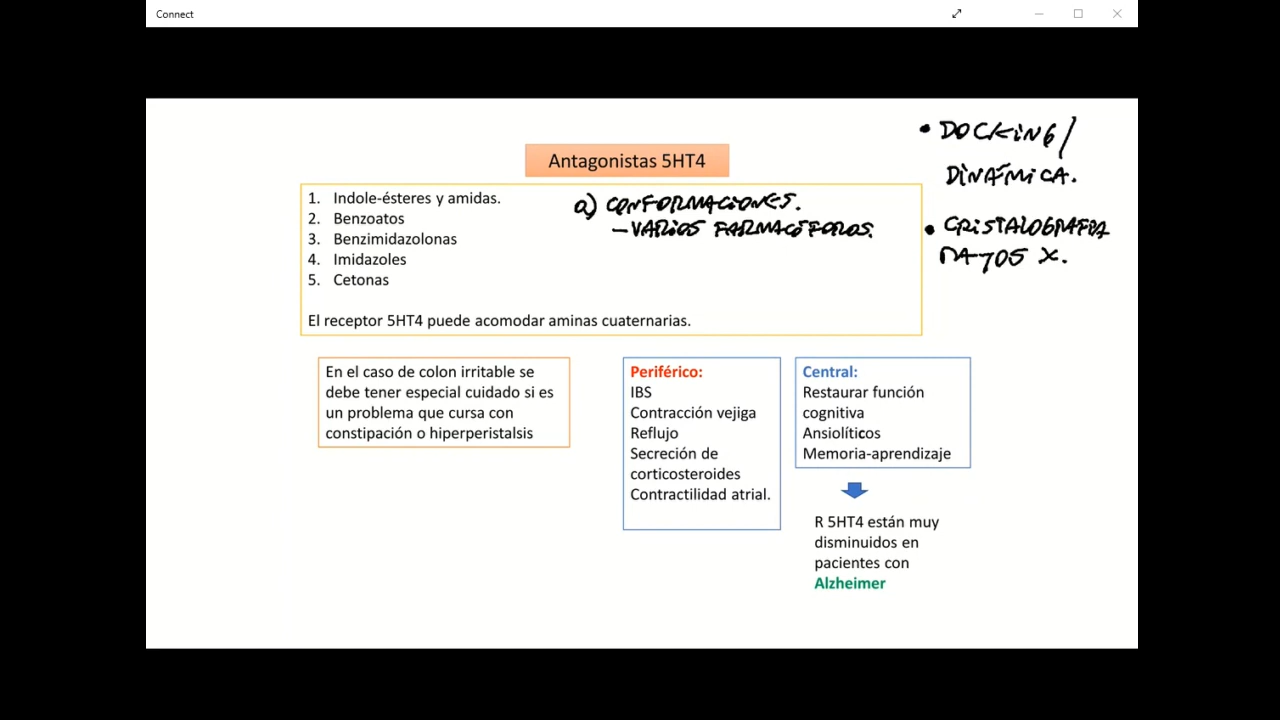 Connect
Antagonistas 5HT4
1. Indole-ésteres y amidas.
2. Benzoatos
3. Benzimidazolonas
4. Imidazoles
5. Cetonas
El receptor 5HT4 puede acomodar aminas cuaternarias.
a) CONFORMACIONES.
- VARIOS FARMACÓFOROS.
• DOCKING/
DINÁMICA.
• CRISTALOGRAFÍA
RAYOS X.
En el caso de colon irritable se
debe tener especial cuidado si es
un problema que cursa con
constipación o hiperperistalsis
Periférico:
IBS
Contracción vejiga
Reflujo
Secreción de
corticosteroides
Contractilidad atrial.
Central:
Restaurar función
cognitiva
Ansiolíticos
Memoria-aprendizaje
R 5HT4 están muy
disminuidos en
pacientes con
Alzheimer